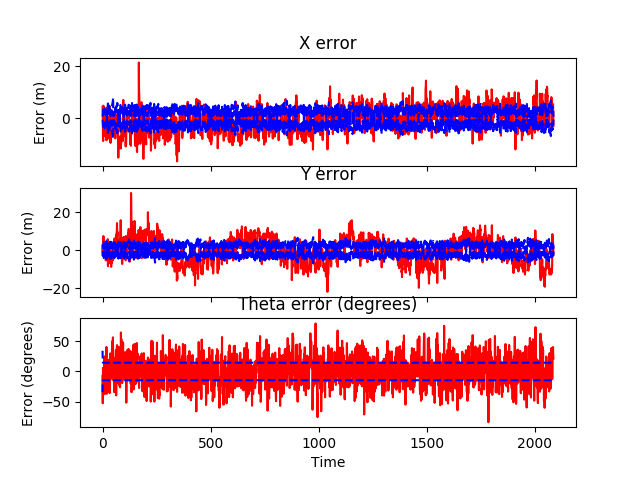 X error
Error (m)
20
0
Y error
Error (m)
20
0
−20
Theta error (degrees)
Error (degrees)
50
0
−50
0 500 1000 1500 2000
Time